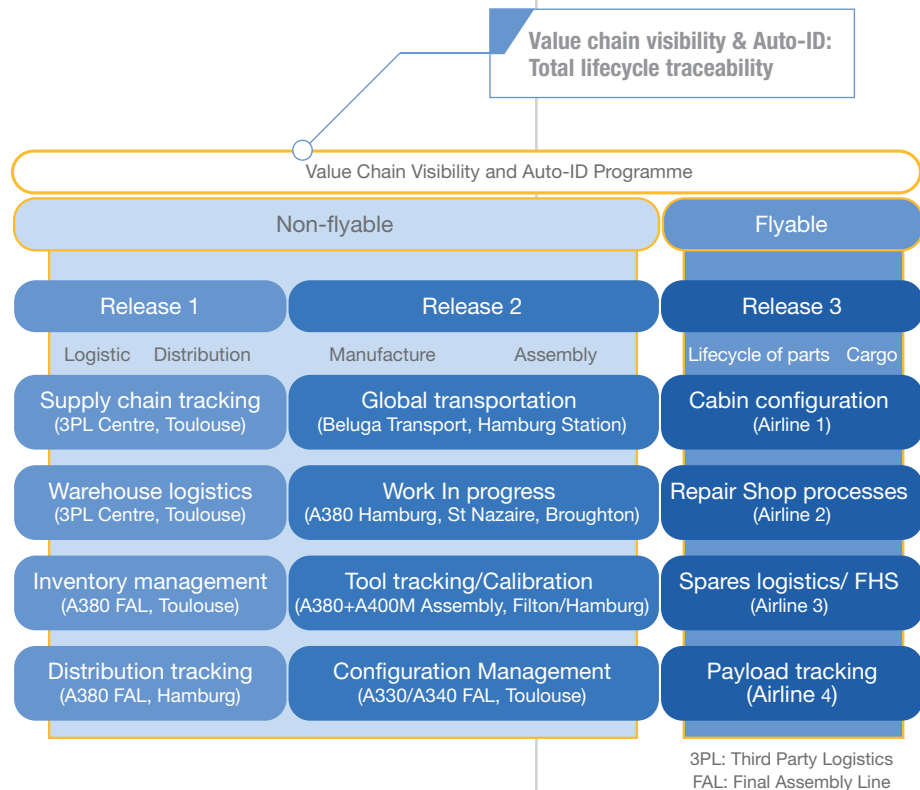 Value chain visibility & Auto-ID:
Total lifecycle traceability
Value Chain Visibility and Auto-ID Programme
Non-flyable
Flyable
Release 1
Release 2
Release 3
Logistic Distribution
Manufacture Assembly
Lifecycle of parts Cargo
Supply chain tracking
(3PL Centre, Toulouse)
Global transportation
(Beluga Transport, Hamburg Station)
Cabin configuration
(Airline 1)
Warehouse logistics
(3PL Centre, Toulouse)
Work In progress
(A380 Hamburg, St Nazaire, Broughton)
Repair Shop processes
(Airline 2)
Inventory management
(A380 FAL, Toulouse)
Tool tracking/Calibration
(A380+A400M Assembly, Filton/Hamburg)
Spares logistics/ FHS
(Airline 3)
Distribution tracking
(A380 FAL, Hamburg)
Configuration Management
(A330/A340 FAL, Toulouse)
Payload tracking
(Airline 4)
3PL: Third Party Logistics
FAL: Final Assembly Line